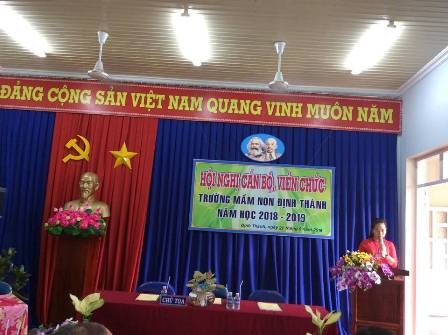 ĐẢNG CỘNG SẢN VIỆT NAM QUANG VINH MUÔN NĂM
HỘI NGHỊ CÁN BỘ, VIÊN CHỨC
TRƯỜNG MẦM NON ĐỊNH THÀNH
NĂM HỌC 2018 - 2019
CHỦ TỌA